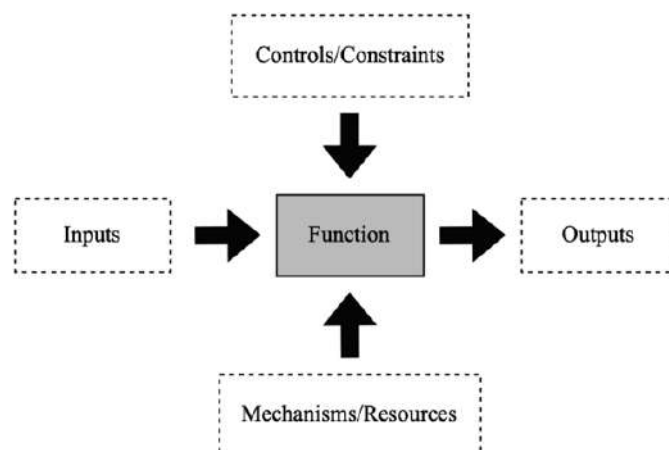 Controls/Constraints
Inputs
Function
Outputs
Mechanisms/Resources